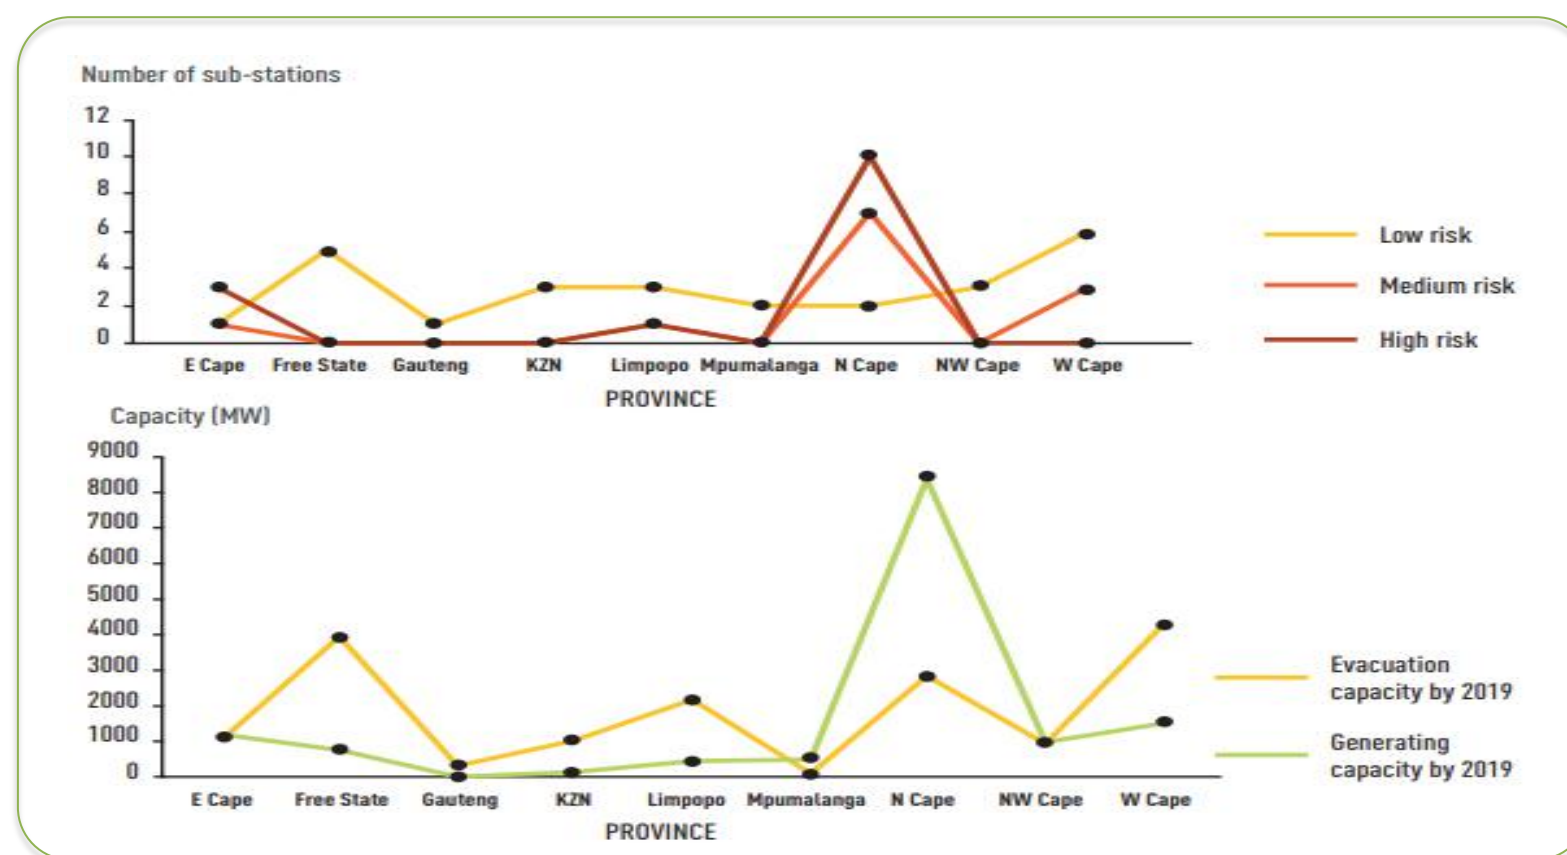 Number of sub-stations
12
10
8
6
4
2
0
E Cape Free State Gauteng KZN Limpopo Mpumalanga N Cape NW Cape W Cape
PROVINCE
Low risk
Medium risk
High risk
Capacity (MW)
9000
8000
7000
6000
5000
4000
3000
2000
1000
0
E Cape Free State Gauteng KZN Limpopo Mpumalanga N Cape NW Cape W Cape
PROVINCE
Evacuation
capacity by 2019
Generating
capacity by 2019